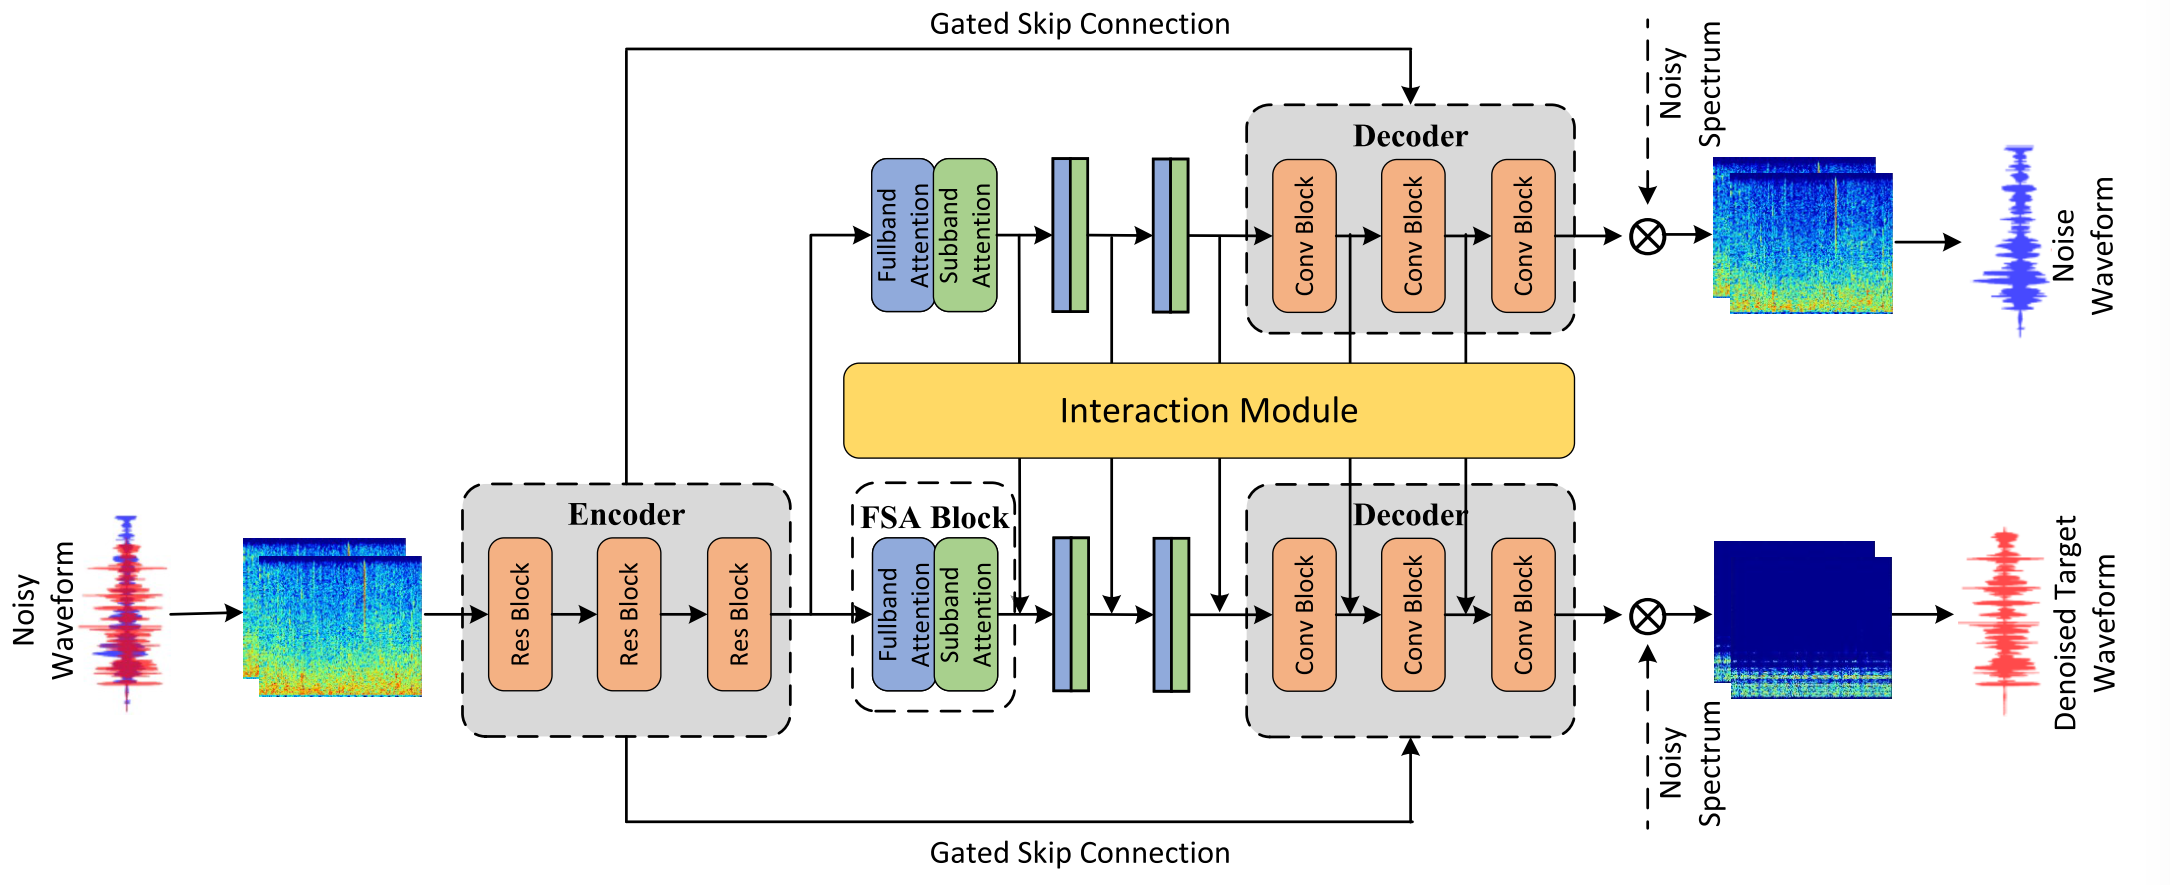 Gated Skip Connection
Noisy
Spectrum
Decoder
Fullband
Attention
Subband
Attention
Conv Block
Conv Block
Conv Block
Noise
Waveform
Interaction Module
Encoder
FSA Block
Decoder
Noisy
Waveform
Res Block
Res Block
Res Block
Fullband
Attention
Subband
Attention
Conv Block
Conv Block
Conv Block
Denoised Target
Waveform
Noisy
Spectrum
Gated Skip Connection